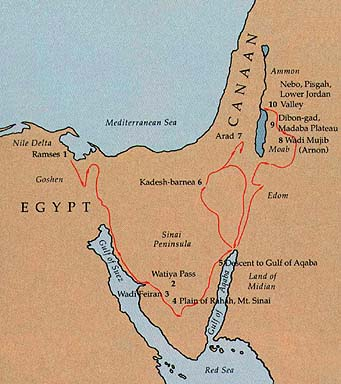 Ammon
Nebo, Pisgah,
Lower Jordan
10 Valley
CANAAN
Dibon-gad,
9 Madaba Plateau
Mediterranean Sea
Arad 7
8 Wadi Mujib
(Arnon)
Moab
Nile Delta
Ramses 1
Goshen
Kadesh-barnea 6
Edom
EGYPT
Sinai
Peninsula
Gulf of Suez
5 Descent to Gulf of Aqaba
Watiya Pass
2
Land of
Midian
Wadi Feiran 3
4 Plain of Rahah, Mt. Sinai
Gulf of Aqaba
Red Sea